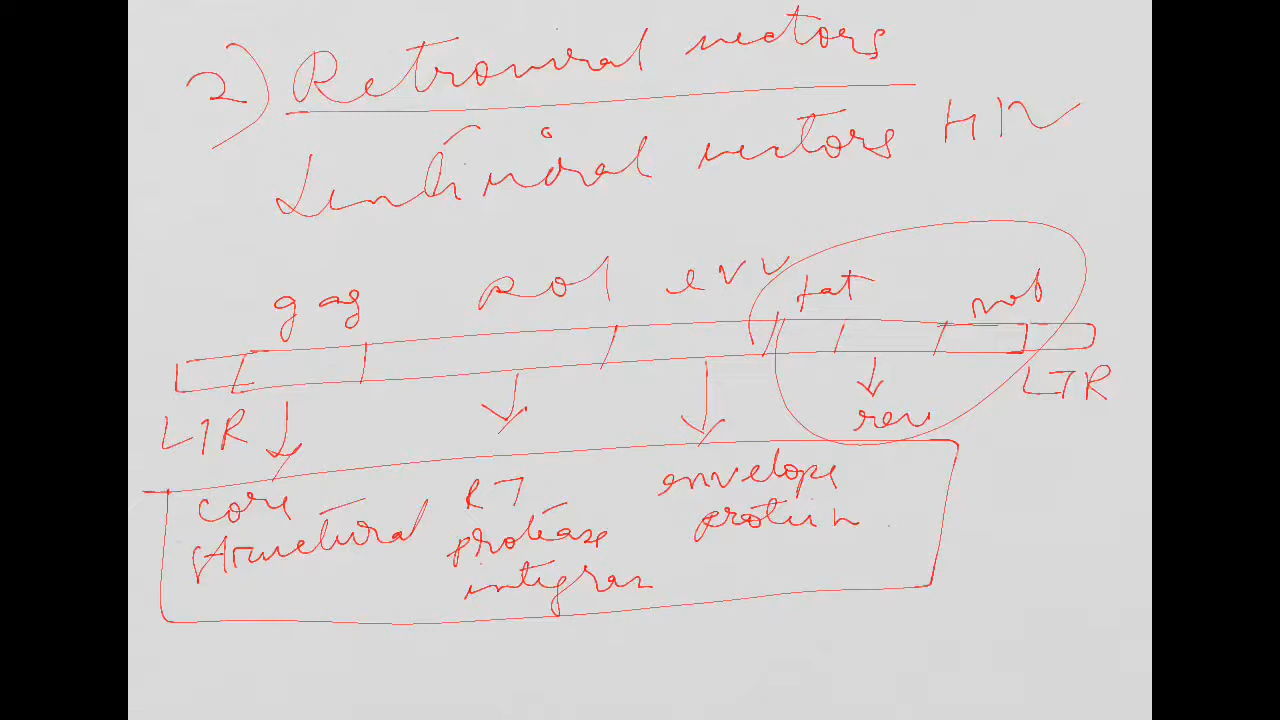 2) Retroviral vectors
Lentiviral vectors HIV
gag pol env tat nef
LTR rev LTR
core RT envelope
structural protease protein
integras